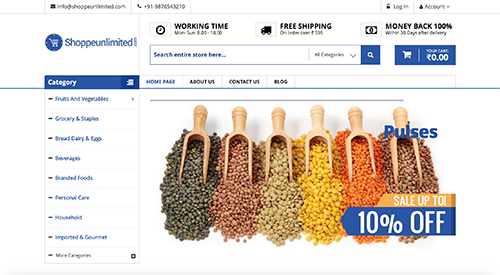 info@shoppeunlimited.com
+91-9876543210
Log In
Account
Shoppeunlimited
WORKING TIME
Mon-Sun: 8.00 - 18.00
FREE SHIPPING
On order over ₹ 599
MONEY BACK 100%
Within 30 Days after delivery
Search entire store here...
All Categories
YOUR CART:
₹0.00
Category
HOME PAGE
ABOUT US
CONTACT US
BLOG
Fruits And Vegetables
Grocery & Staples
Bread Dairy & Eggs
Beverages
Branded Foods
Personal Care
Household
Imported & Gourmet
More Categories
Pulses
SALE UP TO!
10% OFF